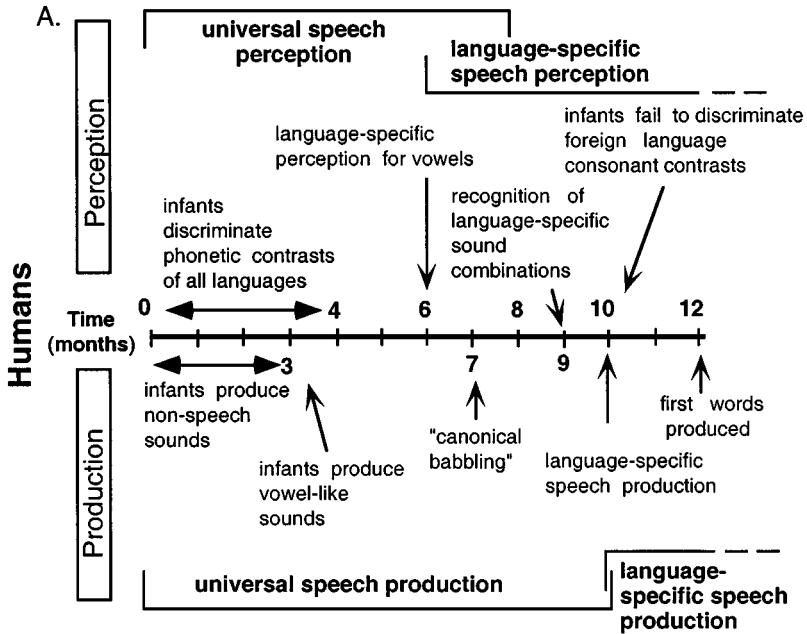 A.
universal speech
perception
language-specific
speech perception
Perception
language-specific
perception for vowels
infants fail to discriminate
foreign language
consonant contrasts
infants
discriminate
phonetic contrasts
of all languages
recognition of
language-specific
sound
combinations
Humans
Time
(months)
0 4 6 8 10 12
3 7 9
infants produce
non-speech
sounds
infants produce
vowel-like
sounds
"canonical
babbling"
language-specific
speech production
first words
produced
Production
universal speech production
language-
specific speech
production